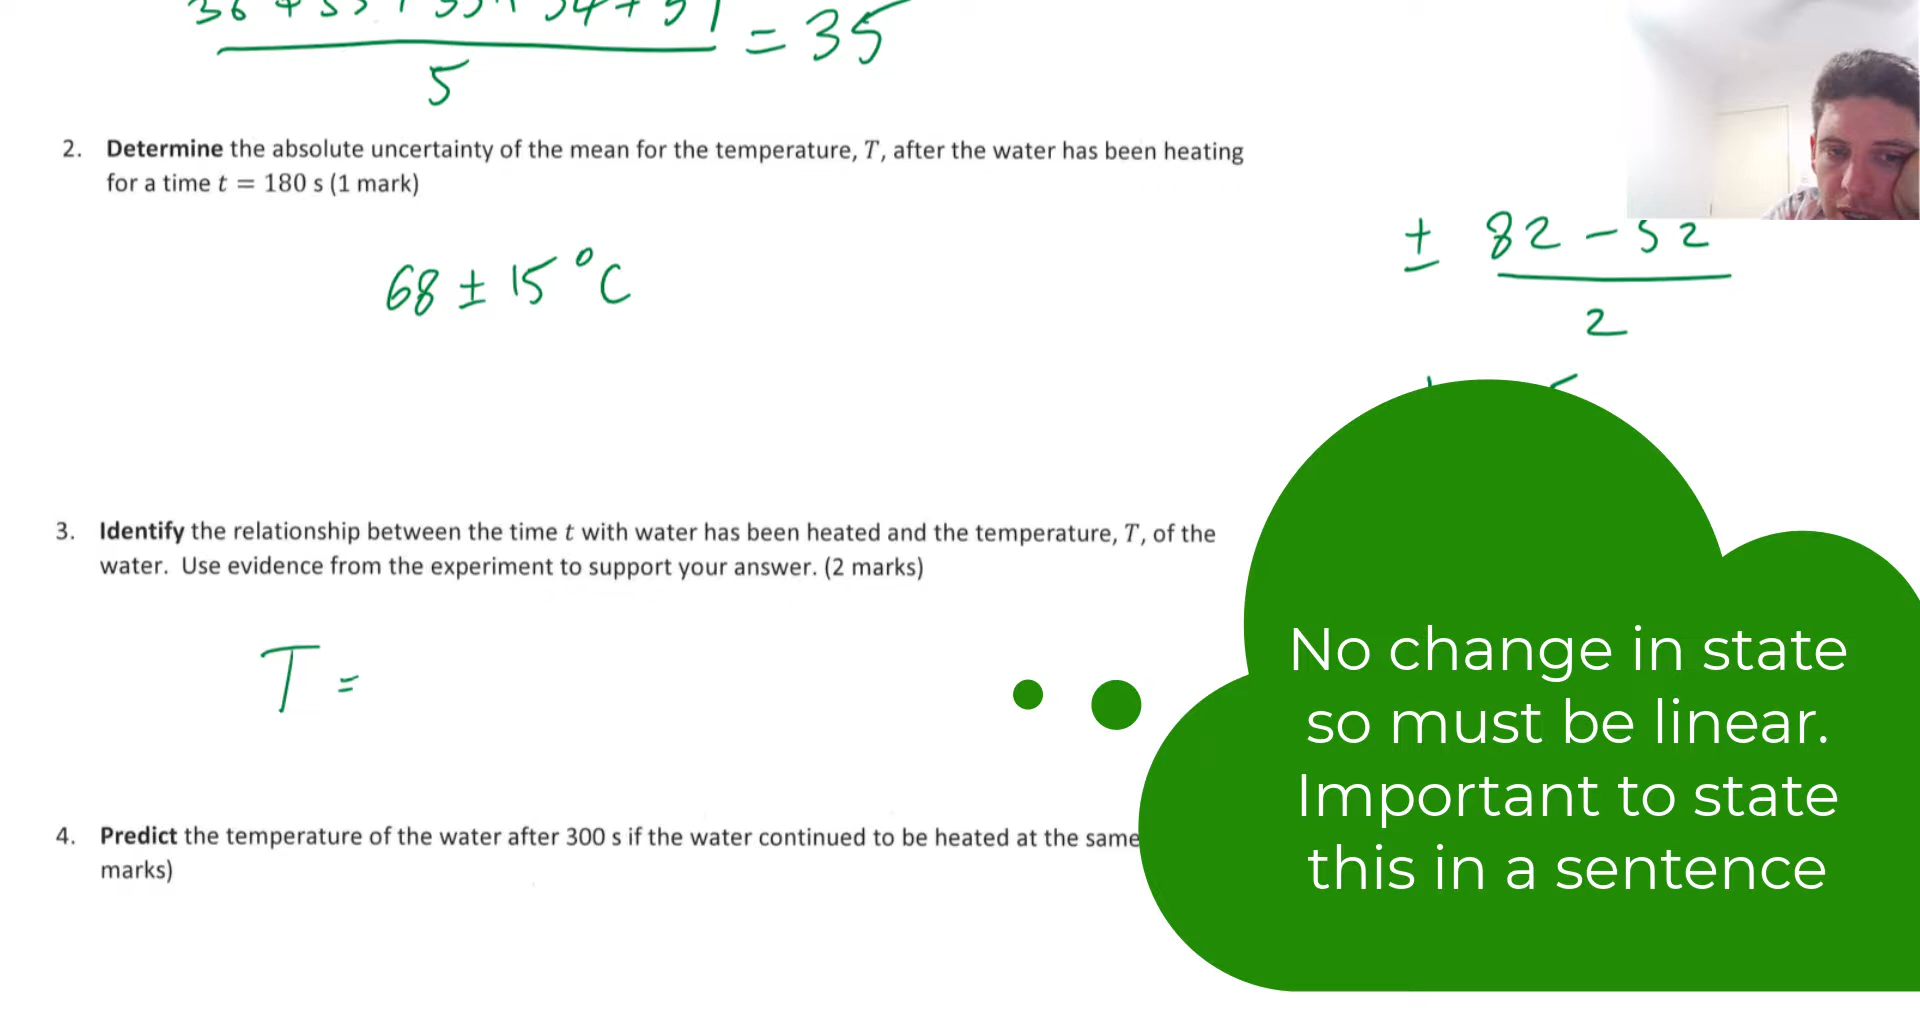 = 35
5
2. Determine the absolute uncertainty of the mean for the temperature, T, after the water has been heating
for a time t = 180 s (1 mark)
± 82 - 52
2
68 ± 15 °C
3. Identify the relationship between the time t with water has been heated and the temperature, T, of the
water. Use evidence from the experiment to support your answer. (2 marks)
T =
No change in state
so must be linear.
Important to state
this in a sentence
4. Predict the temperature of the water after 300 s if the water continued to be heated at the same
marks)